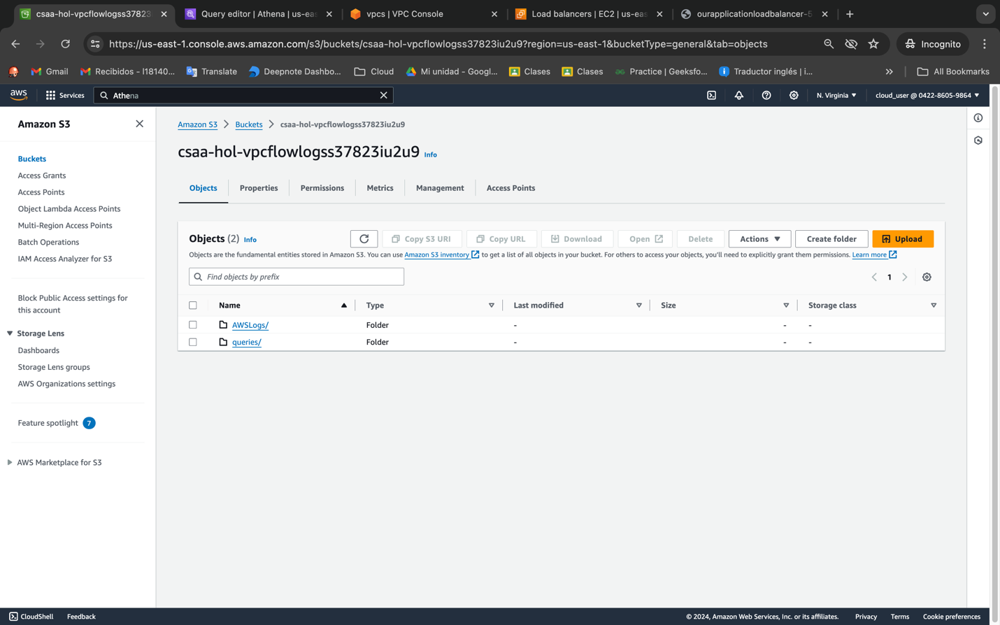 csaa-hol-vpcflowlogss37823
Query editor | Athena | us-eas
vpcs | VPC Console
Load balancers | EC2 | us-eas
ourapplicationloadbalancer-5
https://us-east-1.console.aws.amazon.com/s3/buckets/csaa-hol-vpcflowlogss37823iu2u9?region=us-east-1&bucketType=general&tab=objects
Incognito
Gmail
Recibidos - l18140...
Translate
Deepnote Dashbo...
Cloud
Mi unidad - Googl...
Clases
Clases
Practice | Geeksfo...
Traductor inglés | i...
All Bookmarks
aws
Services
Athena
N. Virginia
cloud_user @ 0422-8605-9864
Amazon S3
Buckets
Access Grants
Access Points
Object Lambda Access Points
Multi-Region Access Points
Batch Operations
IAM Access Analyzer for S3
Block Public Access settings for
this account
Storage Lens
Dashboards
Storage Lens groups
AWS Organizations settings
Feature spotlight 7
AWS Marketplace for S3
Amazon S3 > Buckets > csaa-hol-vpcflowlogss37823iu2u9
csaa-hol-vpcflowlogss37823iu2u9 Info
Objects Properties Permissions Metrics Management Access Points
Objects (2) Info
Copy S3 URI
Copy URL
Download
Open
Delete
Actions
Create folder
Upload
Objects are the fundamental entities stored in Amazon S3. You can use Amazon S3 inventory to get a list of all objects in your bucket. For others to access your objects, you'll need to explicitly grant them permissions. Learn more
Find objects by prefix
1
Name Type Last modified Size Storage class
AWSLogs/ Folder - - -
queries/ Folder - - -
CloudShell Feedback
© 2024, Amazon Web Services, Inc. or its affiliates. Privacy Terms Cookie preferences